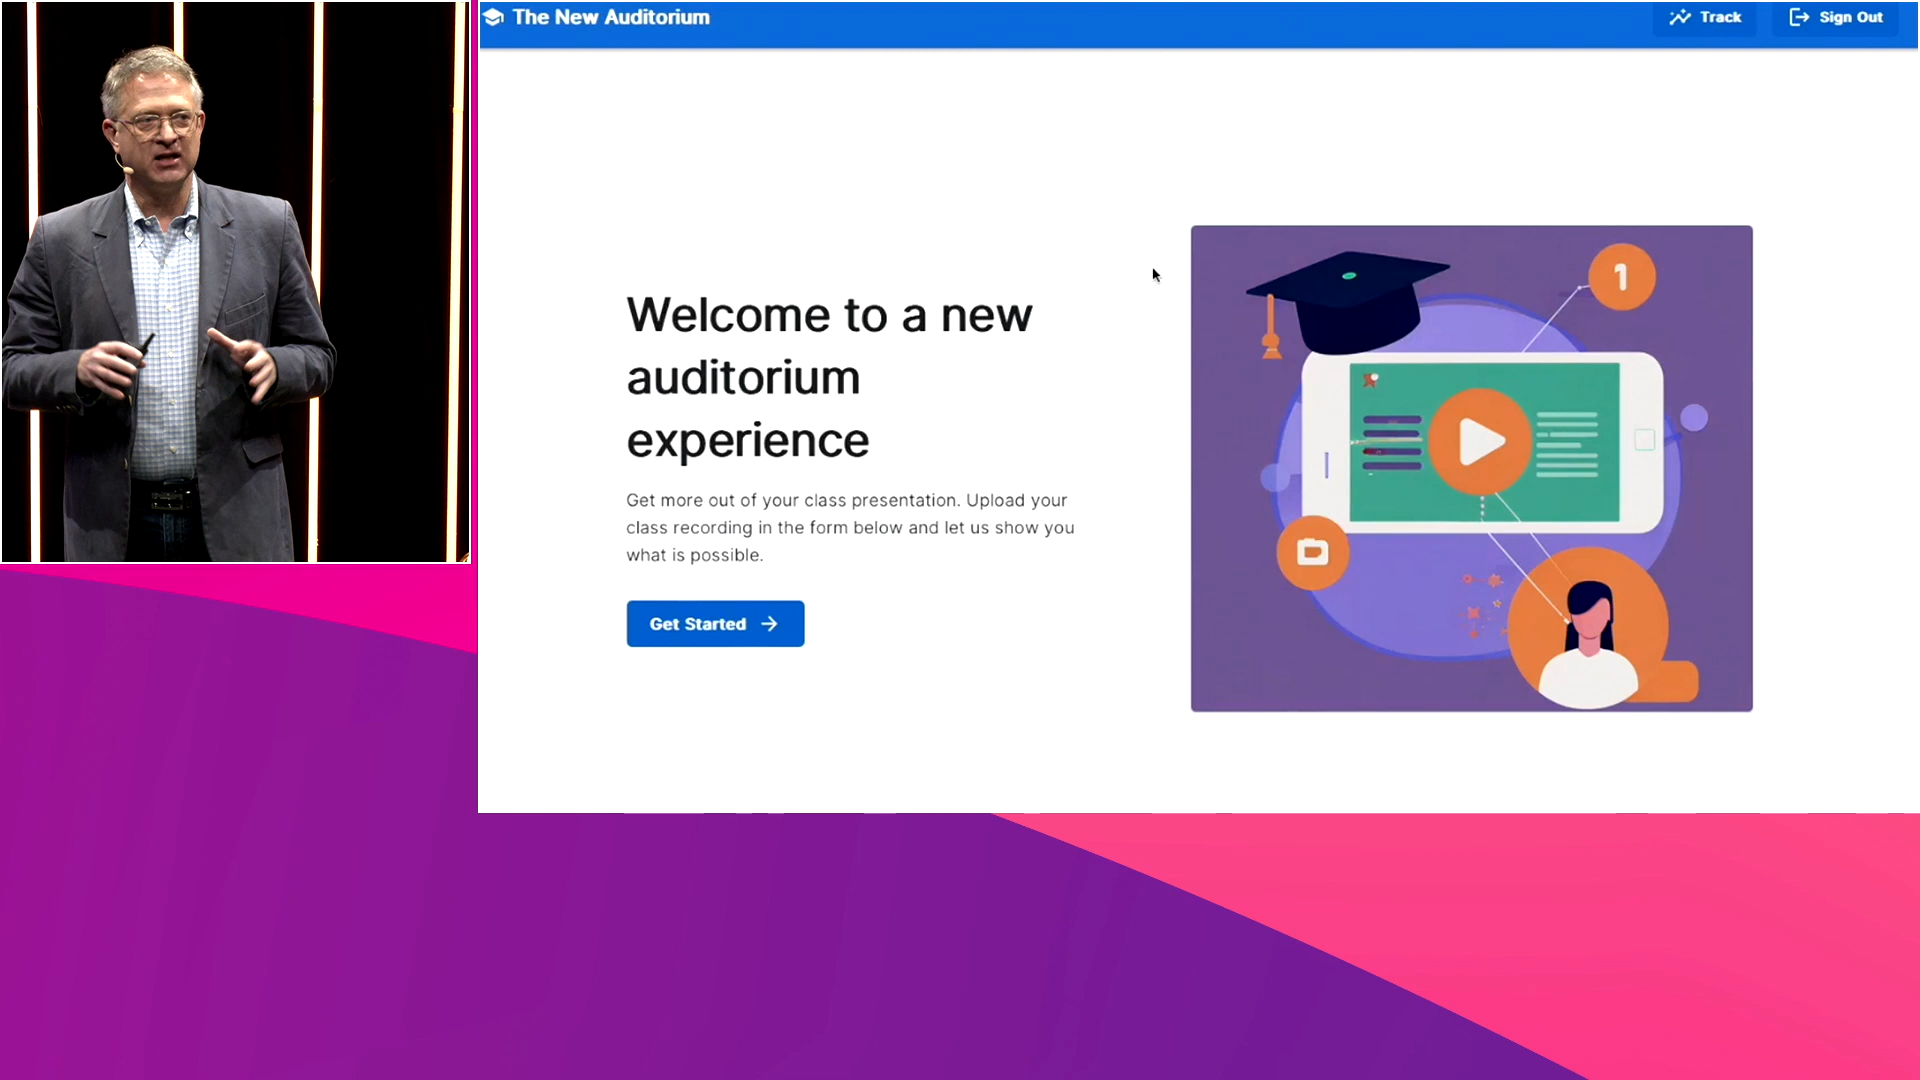 The New Auditorium
Track
Sign Out
Welcome to a new
auditorium
experience
Get more out of your class presentation. Upload your
class recording in the form below and let us show you
what is possible.
Get Started
1